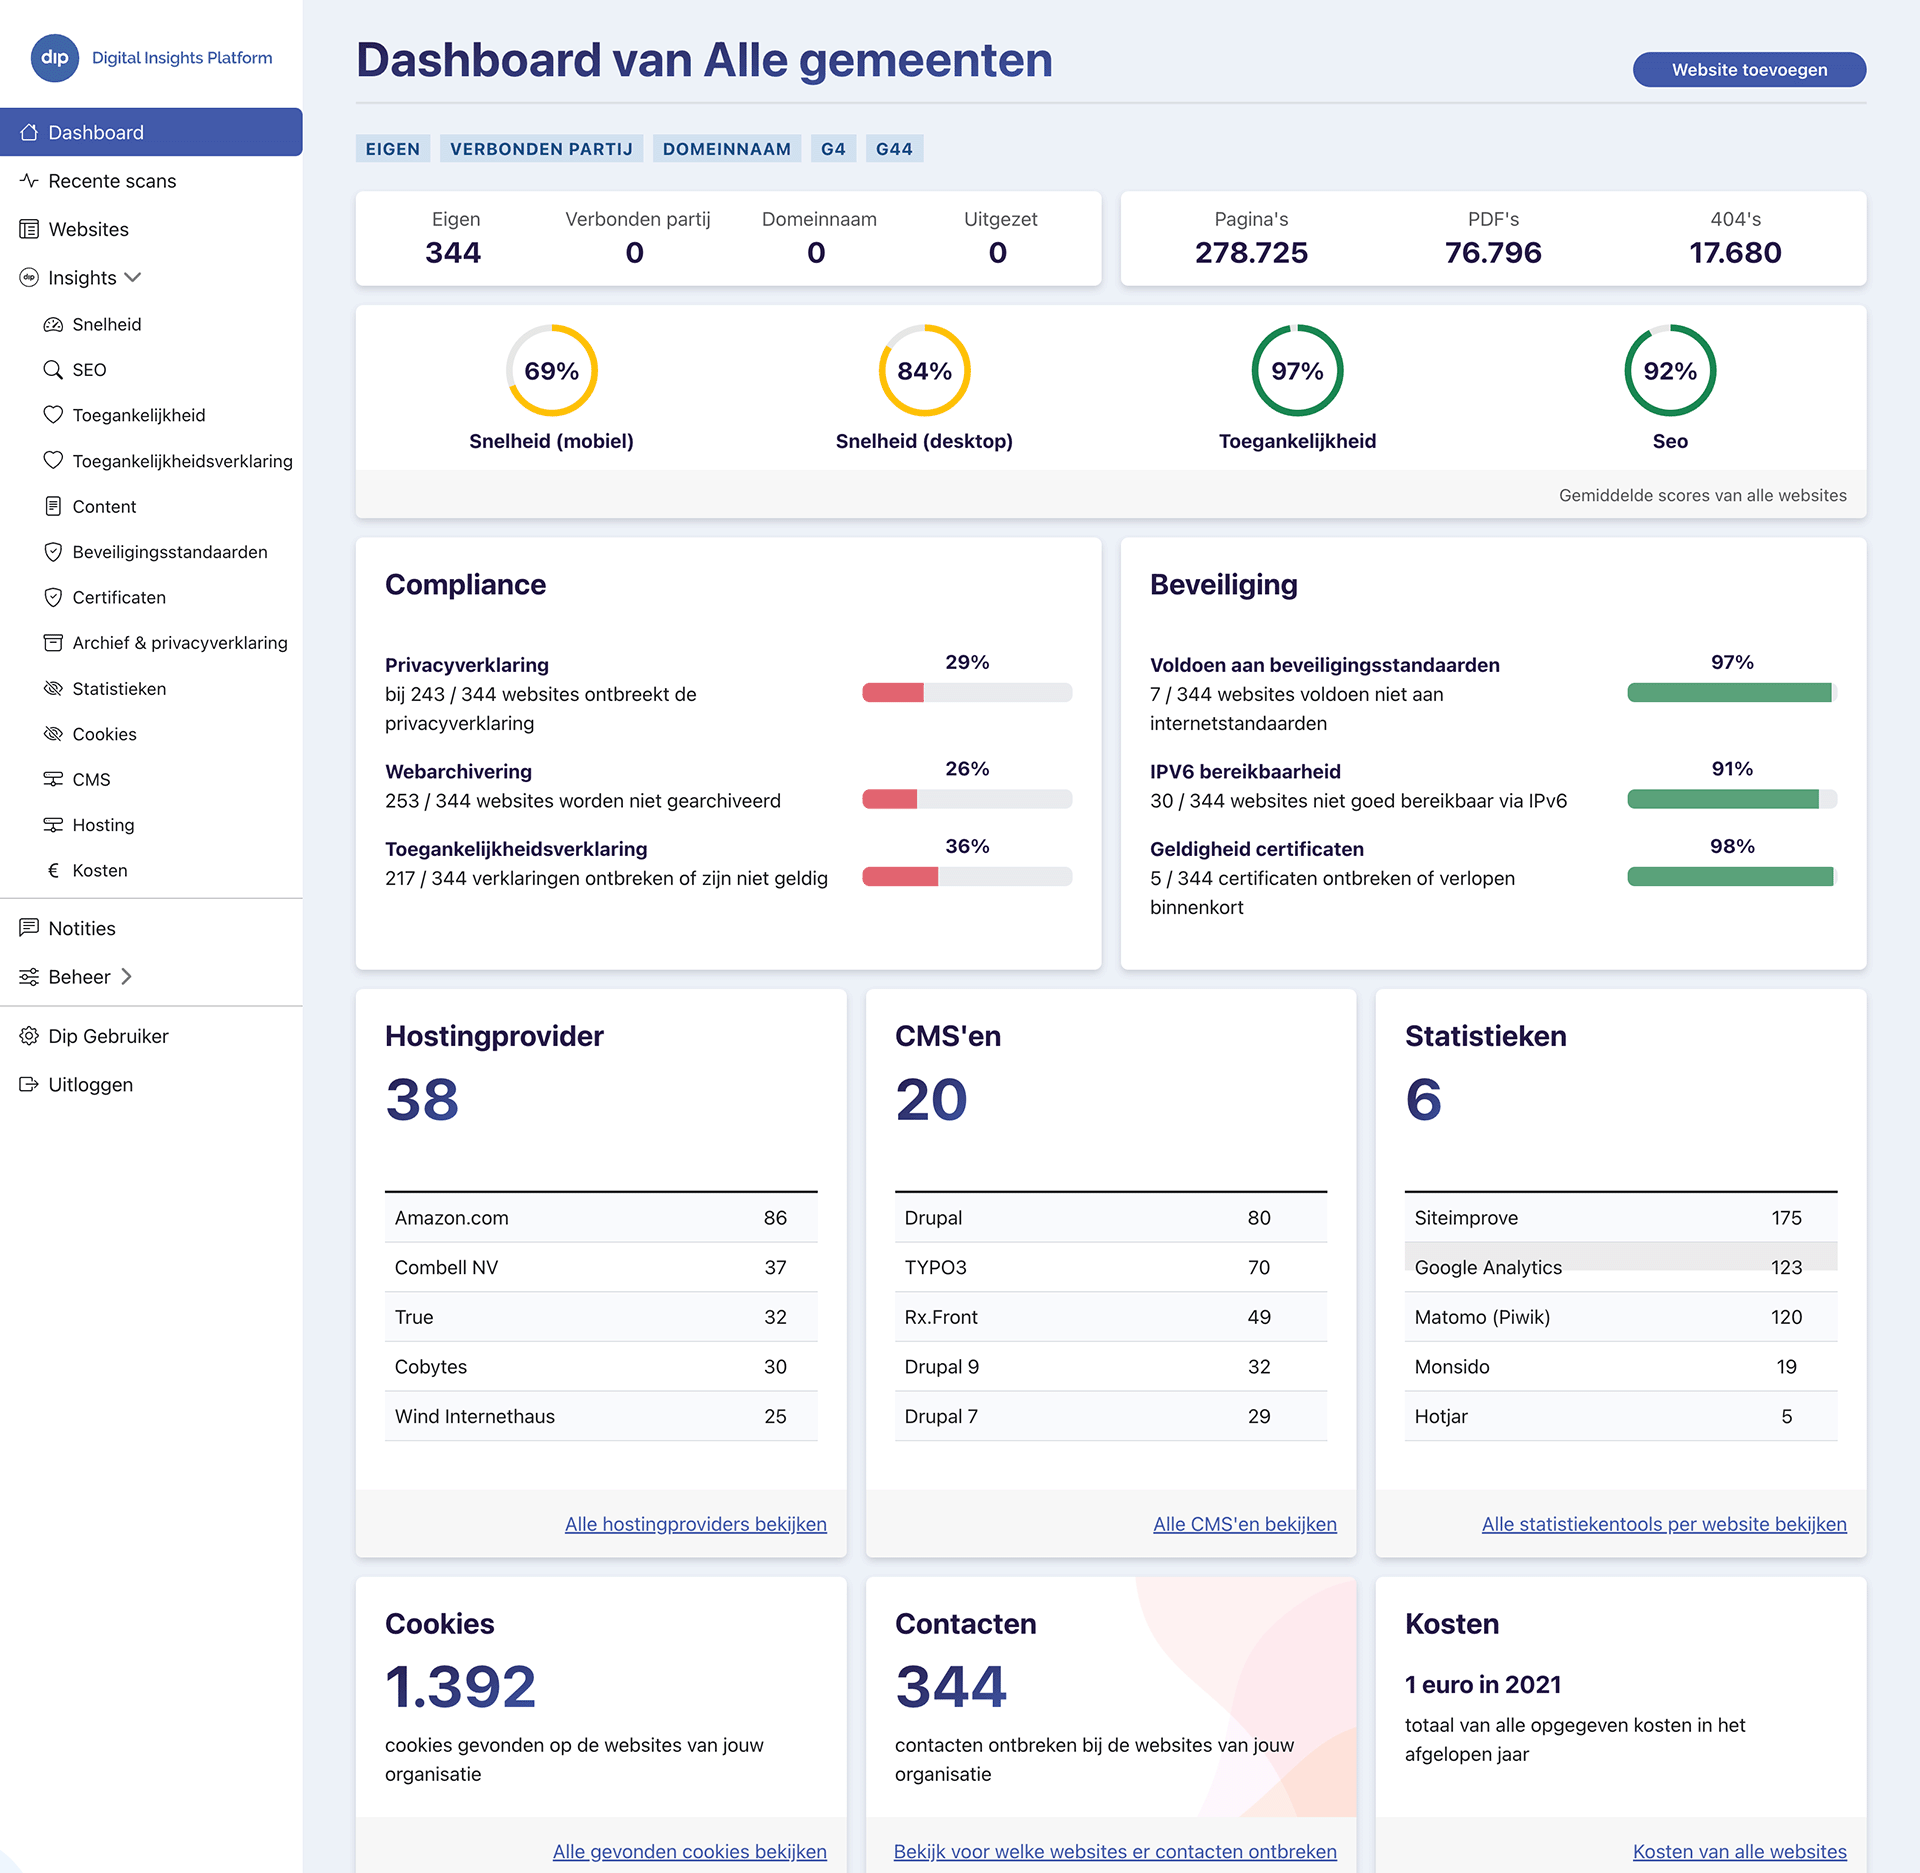 dip
Digital Insights Platform
Dashboard
Recente scans
Websites
dip
Insights
Snelheid
SEO
Toegankelijkheid
Toegankelijkheidsverklaring
Content
Beveiligingsstandaarden
Certificaten
Archief & privacyverklaring
Statistieken
Cookies
CMS
Hosting
€ Kosten
Notities
Beheer
Dip Gebruiker
Uitloggen
Dashboard van Alle gemeenten
Website toevoegen
EIGEN VERBONDEN PARTIJ DOMEINNAAM G4 G44
Eigen Verbonden partij Domeinnaam Uitgezet
344 0 0 0
Pagina's PDF's 404's
278.725 76.796 17.680
69% 84% 97% 92%
Snelheid (mobiel) Snelheid (desktop) Toegankelijkheid Seo
Gemiddelde scores van alle websites
Compliance
Privacyverklaring 29%
bij 243 / 344 websites ontbreekt de
privacyverklaring
Webarchivering 26%
253 / 344 websites worden niet gearchiveerd
Toegankelijkheidsverklaring 36%
217 / 344 verklaringen ontbreken of zijn niet geldig
Beveiliging
Voldoen aan beveiligingsstandaarden 97%
7 / 344 websites voldoen niet aan
internetstandaarden
IPV6 bereikbaarheid 91%
30 / 344 websites niet goed bereikbaar via IPv6
Geldigheid certificaten 98%
5 / 344 certificaten ontbreken of verlopen
binnenkort
Hostingprovider
38
Amazon.com 86
Combell NV 37
True 32
Cobytes 30
Wind Internethaus 25
Alle hostingproviders bekijken
CMS'en
20
Drupal 80
TYPO3 70
Rx.Front 49
Drupal 9 32
Drupal 7 29
Alle CMS'en bekijken
Statistieken
6
Siteimprove 175
Google Analytics 123
Matomo (Piwik) 120
Monsido 19
Hotjar 5
Alle statistiekentools per website bekijken
Cookies
1.392
cookies gevonden op de websites van jouw
organisatie
Alle gevonden cookies bekijken
Contacten
344
contacten ontbreken bij de websites van jouw
organisatie
Bekijk voor welke websites er contacten ontbreken
Kosten
1 euro in 2021
totaal van alle opgegeven kosten in het
afgelopen jaar
Kosten van alle websites